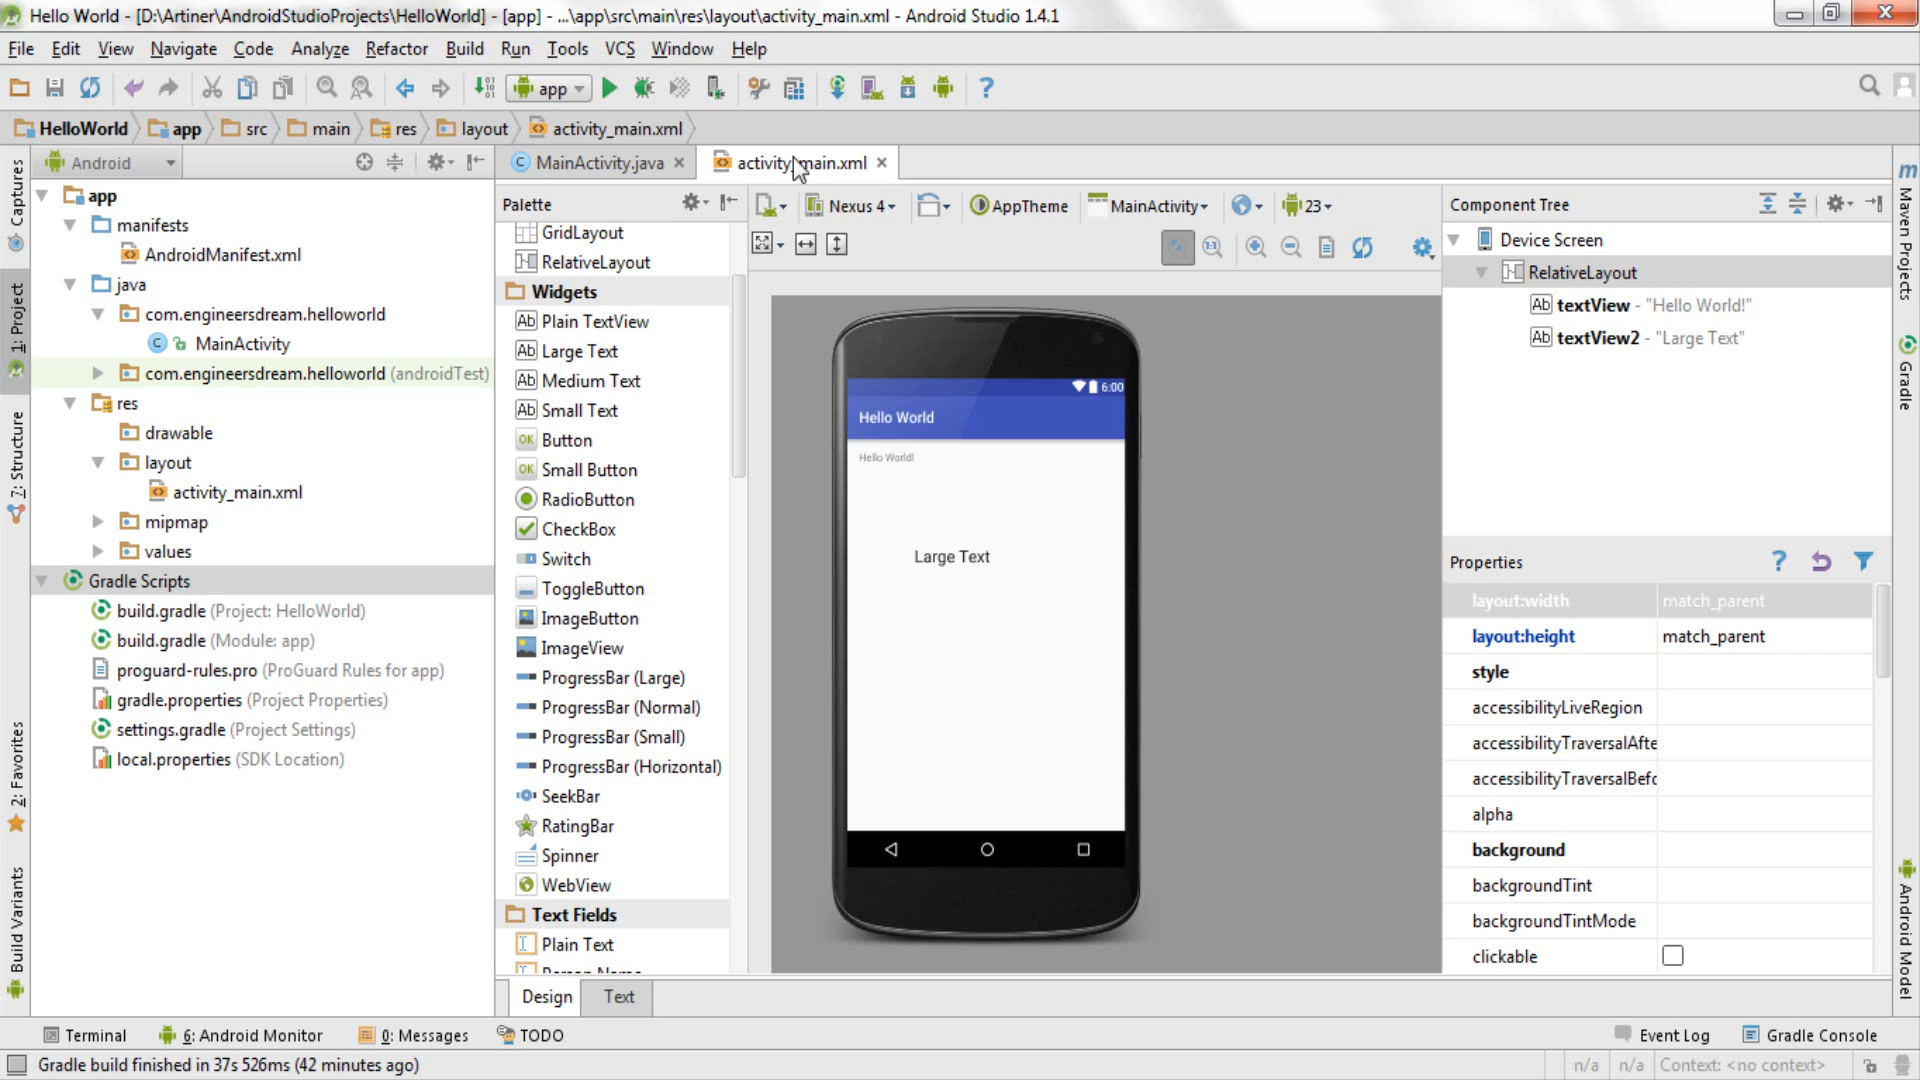 Hello World - [D:\Artiner\AndroidStudioProjects\HelloWorld] - [app] - ...\app\src\main\res\layout\activity_main.xml - Android Studio 1.4.1
File Edit View Navigate Code Analyze Refactor Build Run Tools VCS Window Help
app
HelloWorld app src main res layout activity_main.xml
Android
MainActivity.java activity_main.xml
Captures
1: Project
7: Structure
2: Favorites
Build Variants
app
manifests
AndroidManifest.xml
java
com.engineersdream.helloworld
MainActivity
com.engineersdream.helloworld (androidTest)
res
drawable
layout
activity_main.xml
mipmap
values
Gradle Scripts
build.gradle (Project: HelloWorld)
build.gradle (Module: app)
proguard-rules.pro (ProGuard Rules for app)
gradle.properties (Project Properties)
settings.gradle (Project Settings)
local.properties (SDK Location)
Palette
GridLayout
RelativeLayout
Widgets
Plain TextView
Large Text
Medium Text
Small Text
Button
Small Button
RadioButton
CheckBox
Switch
ToggleButton
ImageButton
ImageView
ProgressBar (Large)
ProgressBar (Normal)
ProgressBar (Small)
ProgressBar (Horizontal)
SeekBar
RatingBar
Spinner
WebView
Text Fields
Plain Text
Nexus 4 AppTheme MainActivity 23
6:00
Hello World
Hello World!
Large Text
Component Tree
Device Screen
RelativeLayout
Ab textView - "Hello World!"
Ab textView2 - "Large Text"
Properties
layout:width match_parent
layout:height match_parent
style
accessibilityLiveRegion
accessibilityTraversalAfte
accessibilityTraversalBefo
alpha
background
backgroundTint
backgroundTintMode
clickable
Maven Projects
Gradle
Android Model
Design Text
Terminal 6: Android Monitor 0: Messages TODO Event Log Gradle Console
Gradle build finished in 37s 526ms (42 minutes ago) n/a n/a Context: <no context>